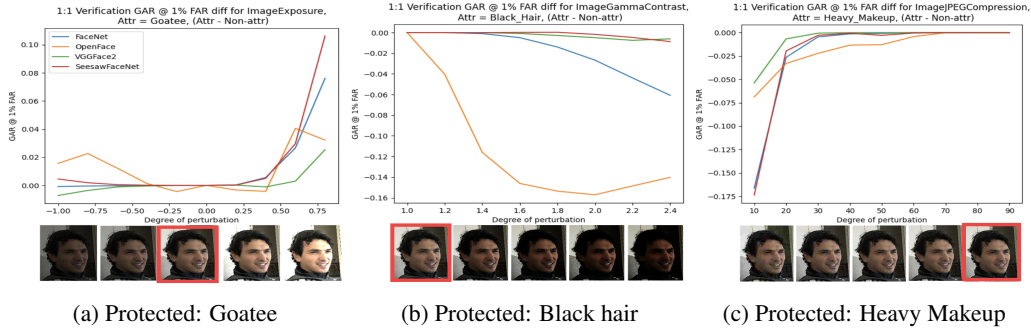 1:1 Verification GAR @ 1% FAR diff for ImageExposure,
Attr = Goatee, (Attr - Non-attr)
FaceNet
OpenFace
VGGFace2
SeesawFaceNet
GAR @ 1% FAR
0.10
0.08
0.06
0.04
0.02
0.00
−1.00 −0.75 −0.50 −0.25 0.00 0.25 0.50 0.75
Degree of perturbation
(a) Protected: Goatee
1:1 Verification GAR @ 1% FAR diff for ImageGammaContrast,
Attr = Black_Hair, (Attr - Non-attr)
GAR @ 1% FAR
0.00
−0.02
−0.04
−0.06
−0.08
−0.10
−0.12
−0.14
−0.16
1.0 1.2 1.4 1.6 1.8 2.0 2.2 2.4
Degree of perturbation
(b) Protected: Black hair
1:1 Verification GAR @ 1% FAR diff for ImageJPEGCompression,
Attr = Heavy_Makeup, (Attr - Non-attr)
GAR @ 1% FAR
0.000
−0.025
−0.050
−0.075
−0.100
−0.125
−0.150
−0.175
10 20 30 40 50 60 70 80 90
Degree of perturbation
(c) Protected: Heavy Makeup